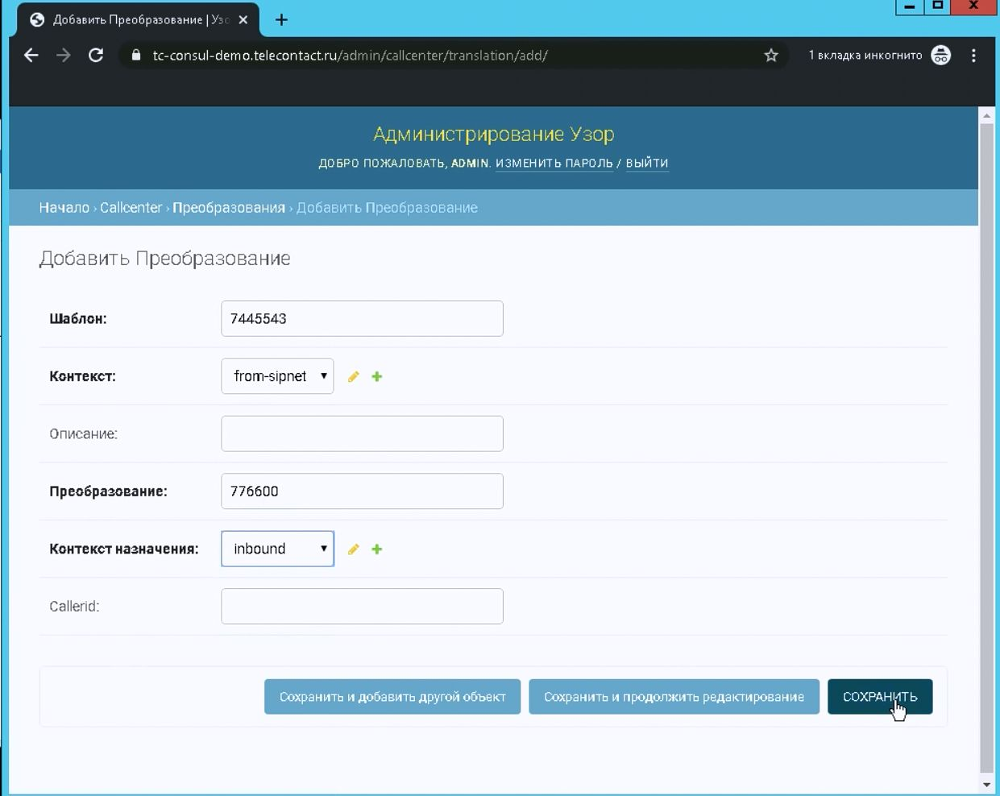 Добавить Преобразование | Узо
tc-consul-demo.telecontact.ru/admin/callcenter/translation/add/
1 вкладка инкогнито
Администрирование Узор
ДОБРО ПОЖАЛОВАТЬ, ADMIN. ИЗМЕНИТЬ ПАРОЛЬ / ВЫЙТИ
Начало › Callcenter › Преобразования › Добавить Преобразование
Добавить Преобразование
Шаблон: 7445543
Контекст: from-sipnet
Описание:
Преобразование: 776600
Контекст назначения: inbound
Callerid:
Сохранить и добавить другой объект Сохранить и продолжить редактирование СОХРАНИТЬ